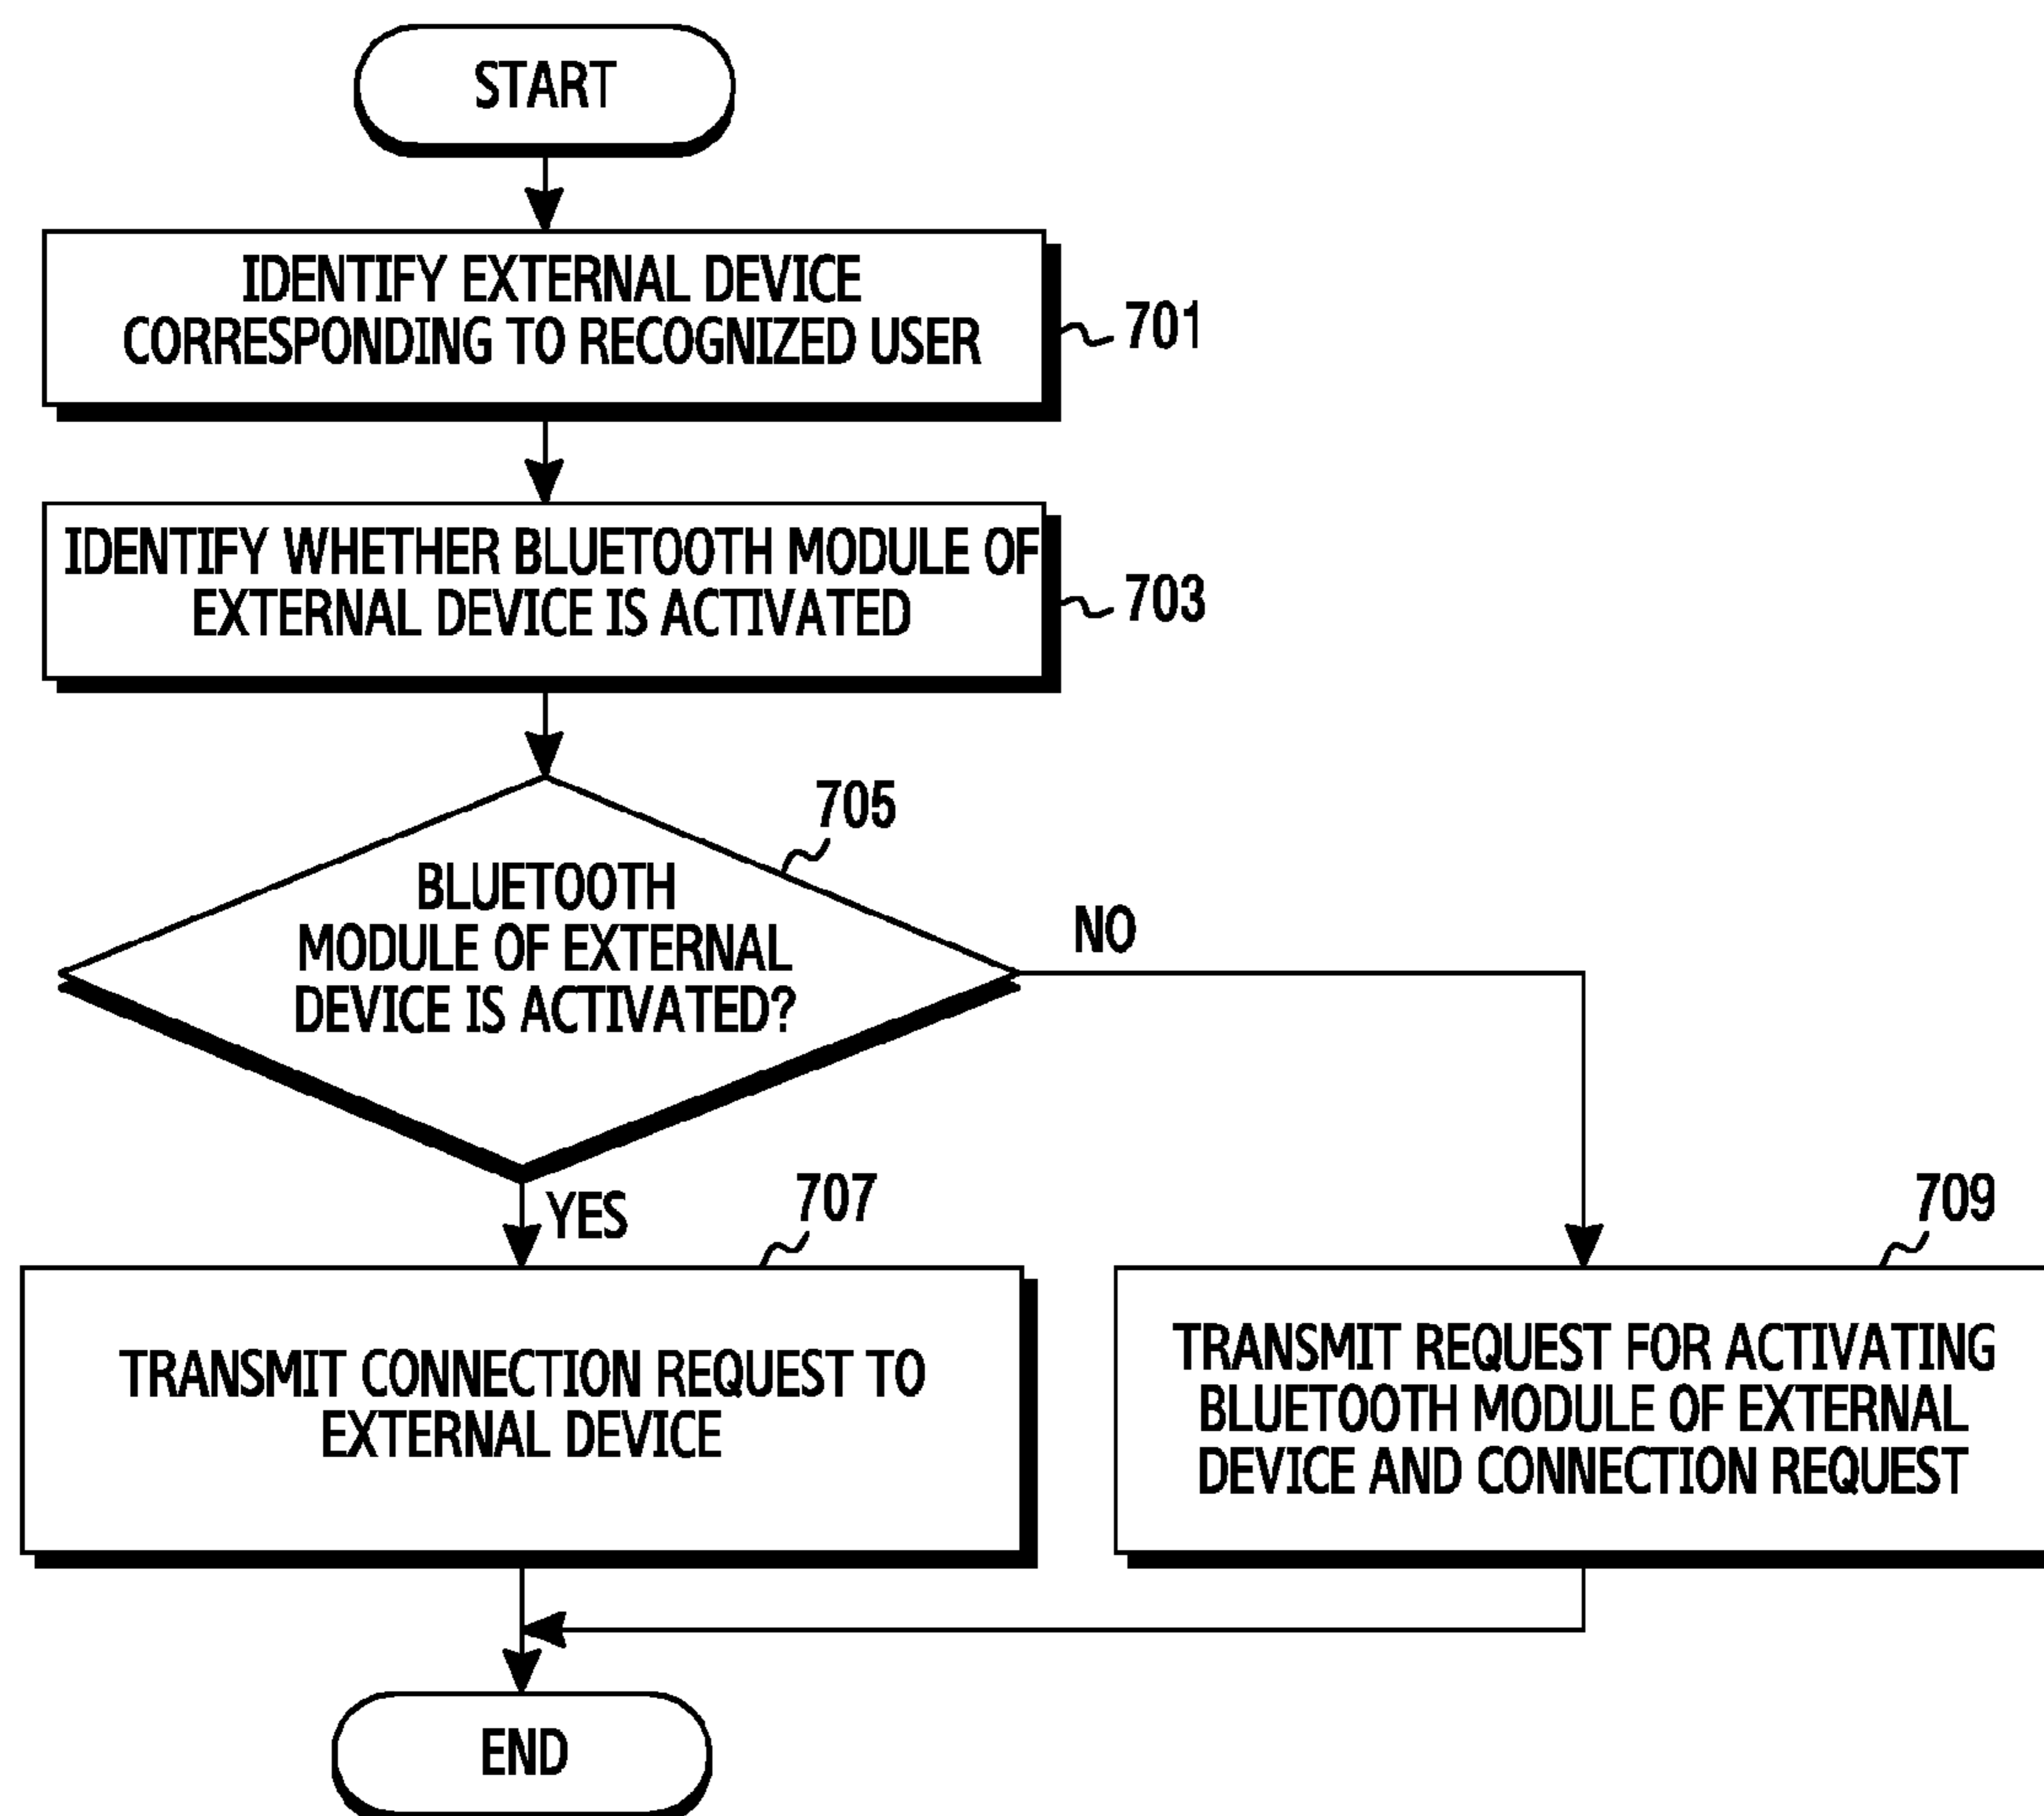 START
IDENTIFY EXTERNAL DEVICE
CORRESPONDING TO RECOGNIZED USER
701
IDENTIFY WHETHER BLUETOOTH MODULE OF
EXTERNAL DEVICE IS ACTIVATED
703
705
BLUETOOTH
MODULE OF EXTERNAL
DEVICE IS ACTIVATED?
NO
YES
707
709
TRANSMIT CONNECTION REQUEST TO
EXTERNAL DEVICE
TRANSMIT REQUEST FOR ACTIVATING
BLUETOOTH MODULE OF EXTERNAL
DEVICE AND CONNECTION REQUEST
END